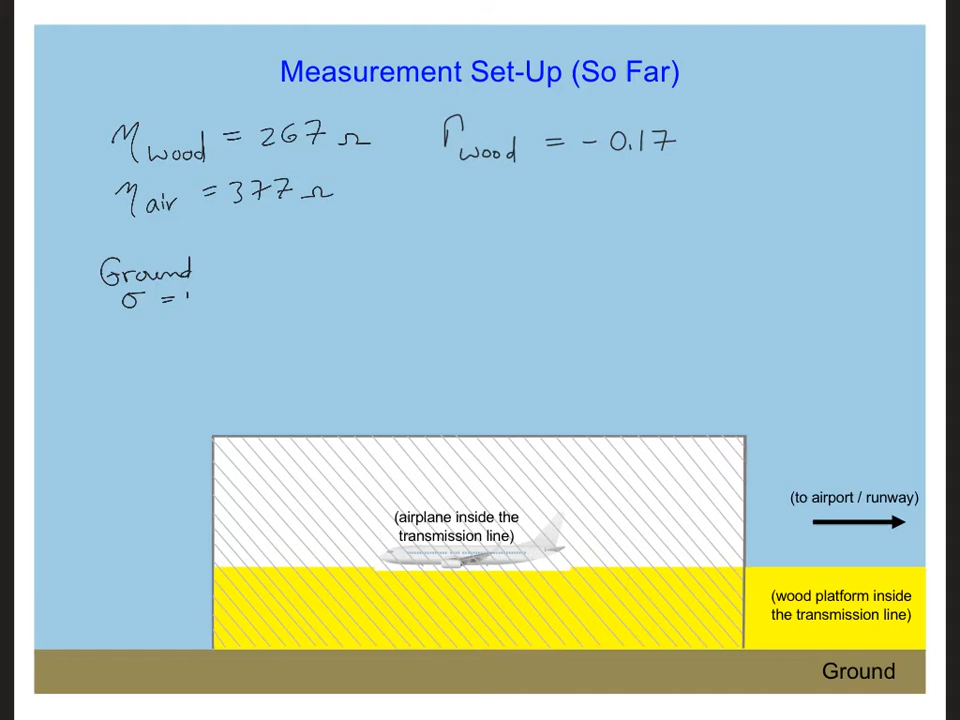 Measurement Set-Up (So Far)
η wood = 267 Ω Γ wood = - 0.17
η air = 377 Ω
Ground
σ =
(to airport / runway)
(airplane inside the
transmission line)
(wood platform inside
the transmission line)
Ground